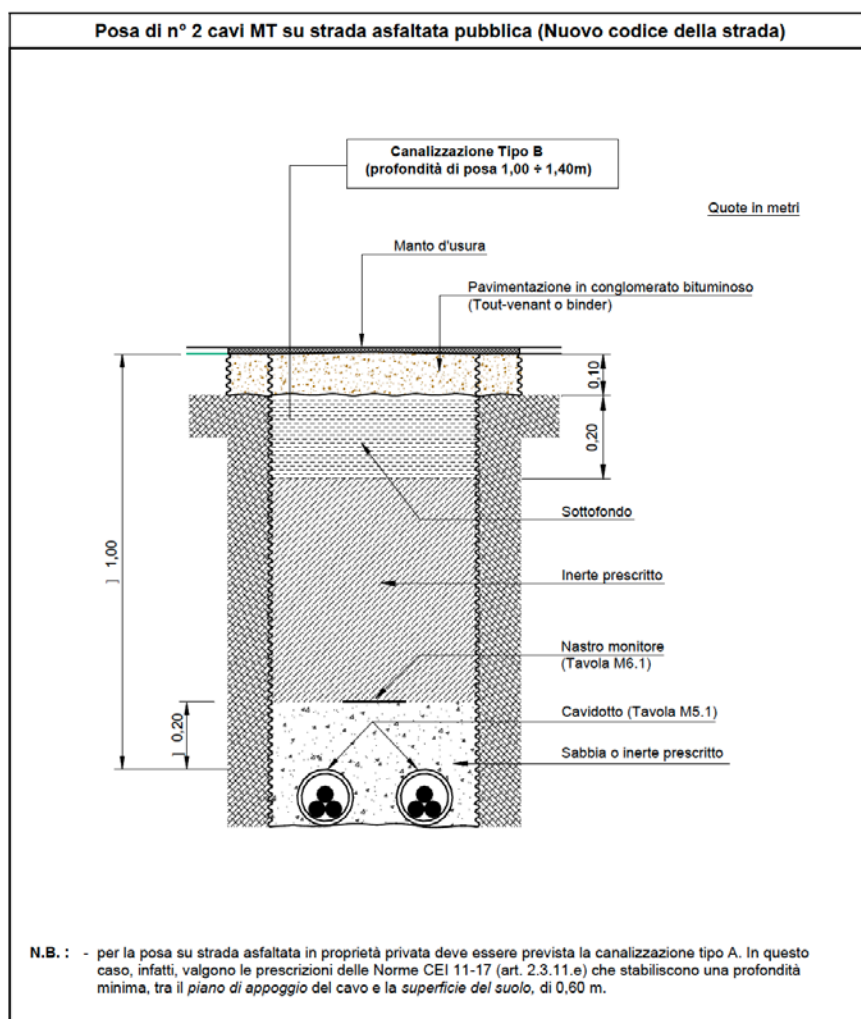 Posa di n° 2 cavi MT su strada asfaltata pubblica (Nuovo codice della strada)
Canalizzazione Tipo B
(profondità di posa 1,00 ÷ 1,40m)
Quote in metri
Manto d'usura
Pavimentazione in conglomerato bituminoso
(Tout-venant o binder)
0,10
0,20
Sottofondo
] 1,00
Inerte prescritto
Nastro monitore
(Tavola M6.1)
Cavidotto (Tavola M5.1)
] 0,20
Sabbia o inerte prescritto
N.B. : - per la posa su strada asfaltata in proprietà privata deve essere prevista la canalizzazione tipo A. In questo
caso, infatti, valgono le prescrizioni delle Norme CEI 11-17 (art. 2.3.11.e) che stabiliscono una profondità
minima, tra il piano di appoggio del cavo e la superficie del suolo, di 0,60 m.